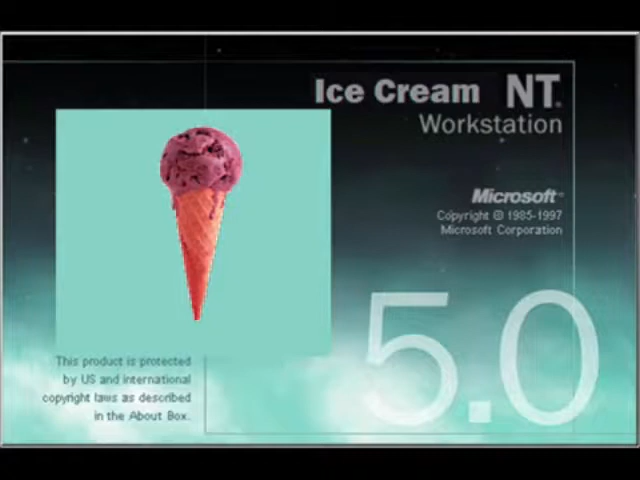 Ice Cream NT®
Workstation
Microsoft™
Copyright © 1985-1997
Microsoft Corporation
5.0
This product is protected
by US and international
copyright laws as described
in the About Box.